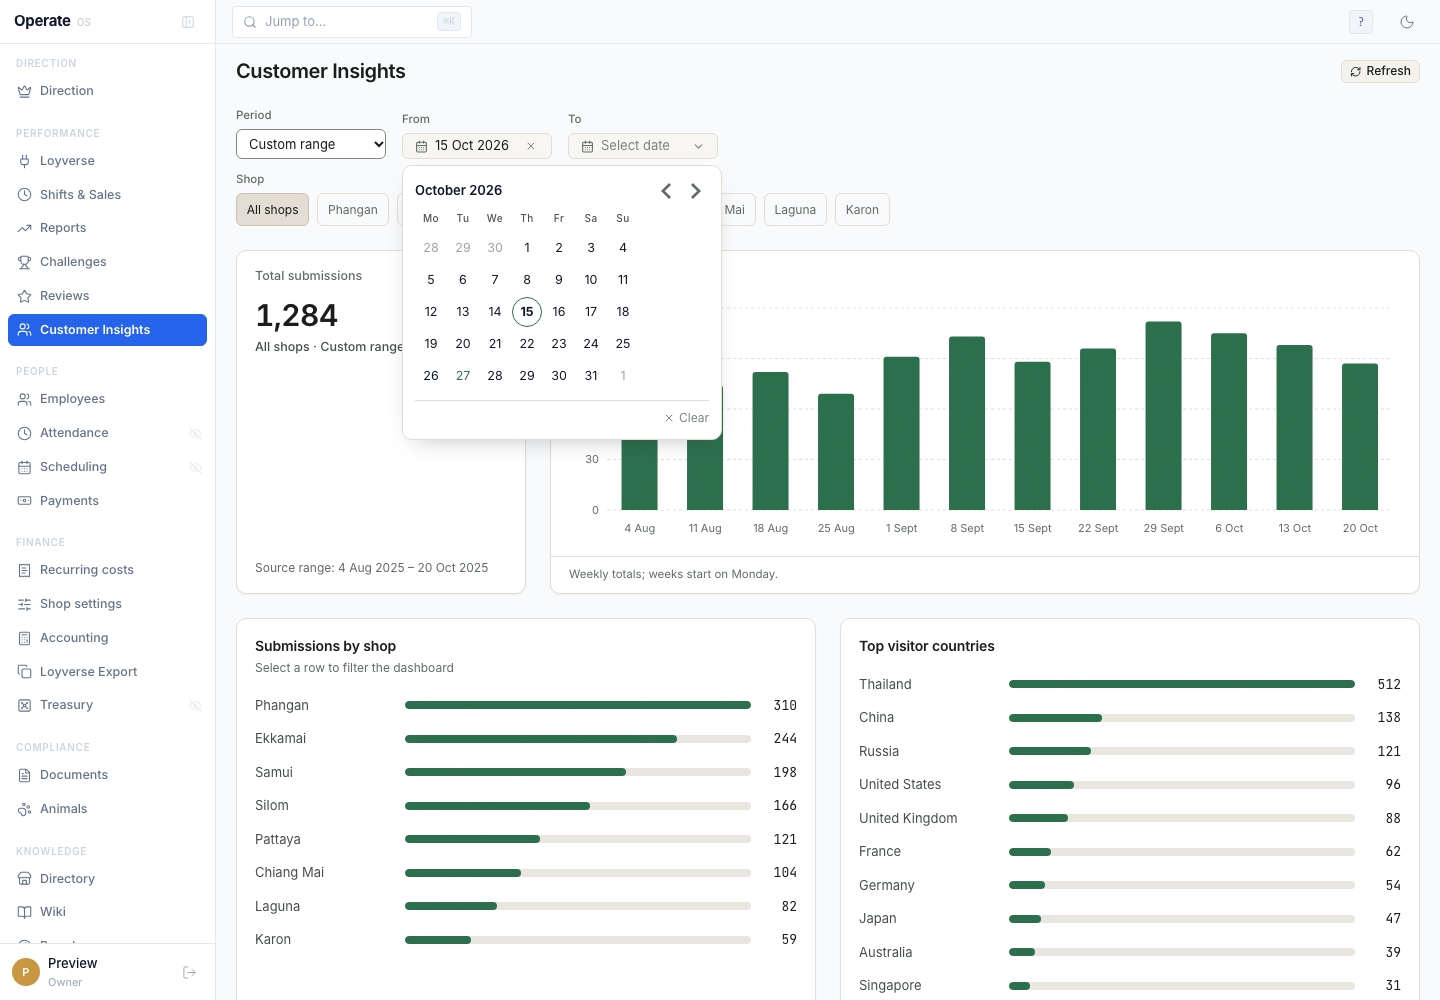 Operate OS
Jump to... ⌘K
?
DIRECTION
Direction
PERFORMANCE
Loyverse
Shifts & Sales
Reports
Challenges
Reviews
Customer Insights
PEOPLE
Employees
Attendance
Scheduling
Payments
FINANCE
Recurring costs
Shop settings
Accounting
Loyverse Export
Treasury
COMPLIANCE
Documents
Animals
KNOWLEDGE
Directory
Wiki
P
Preview
Owner
Customer Insights
Refresh
Period
From
To
Custom range
15 Oct 2026
Select date
Shop
All shops
Phangan
Mai
Laguna
Karon
October 2026
Mo Tu We Th Fr Sa Su
28 29 30 1 2 3 4
5 6 7 8 9 10 11
12 13 14 15 16 17 18
19 20 21 22 23 24 25
26 27 28 29 30 31 1
Clear
Total submissions
1,284
All shops · Custom range
Source range: 4 Aug 2025 – 20 Oct 2025
30
0
4 Aug 11 Aug 18 Aug 25 Aug 1 Sept 8 Sept 15 Sept 22 Sept 29 Sept 6 Oct 13 Oct 20 Oct
Weekly totals; weeks start on Monday.
Submissions by shop
Select a row to filter the dashboard
Phangan 310
Ekkamai 244
Samui 198
Silom 166
Pattaya 121
Chiang Mai 104
Laguna 82
Karon 59
Top visitor countries
Thailand 512
China 138
Russia 121
United States 96
United Kingdom 88
France 62
Germany 54
Japan 47
Australia 39
Singapore 31